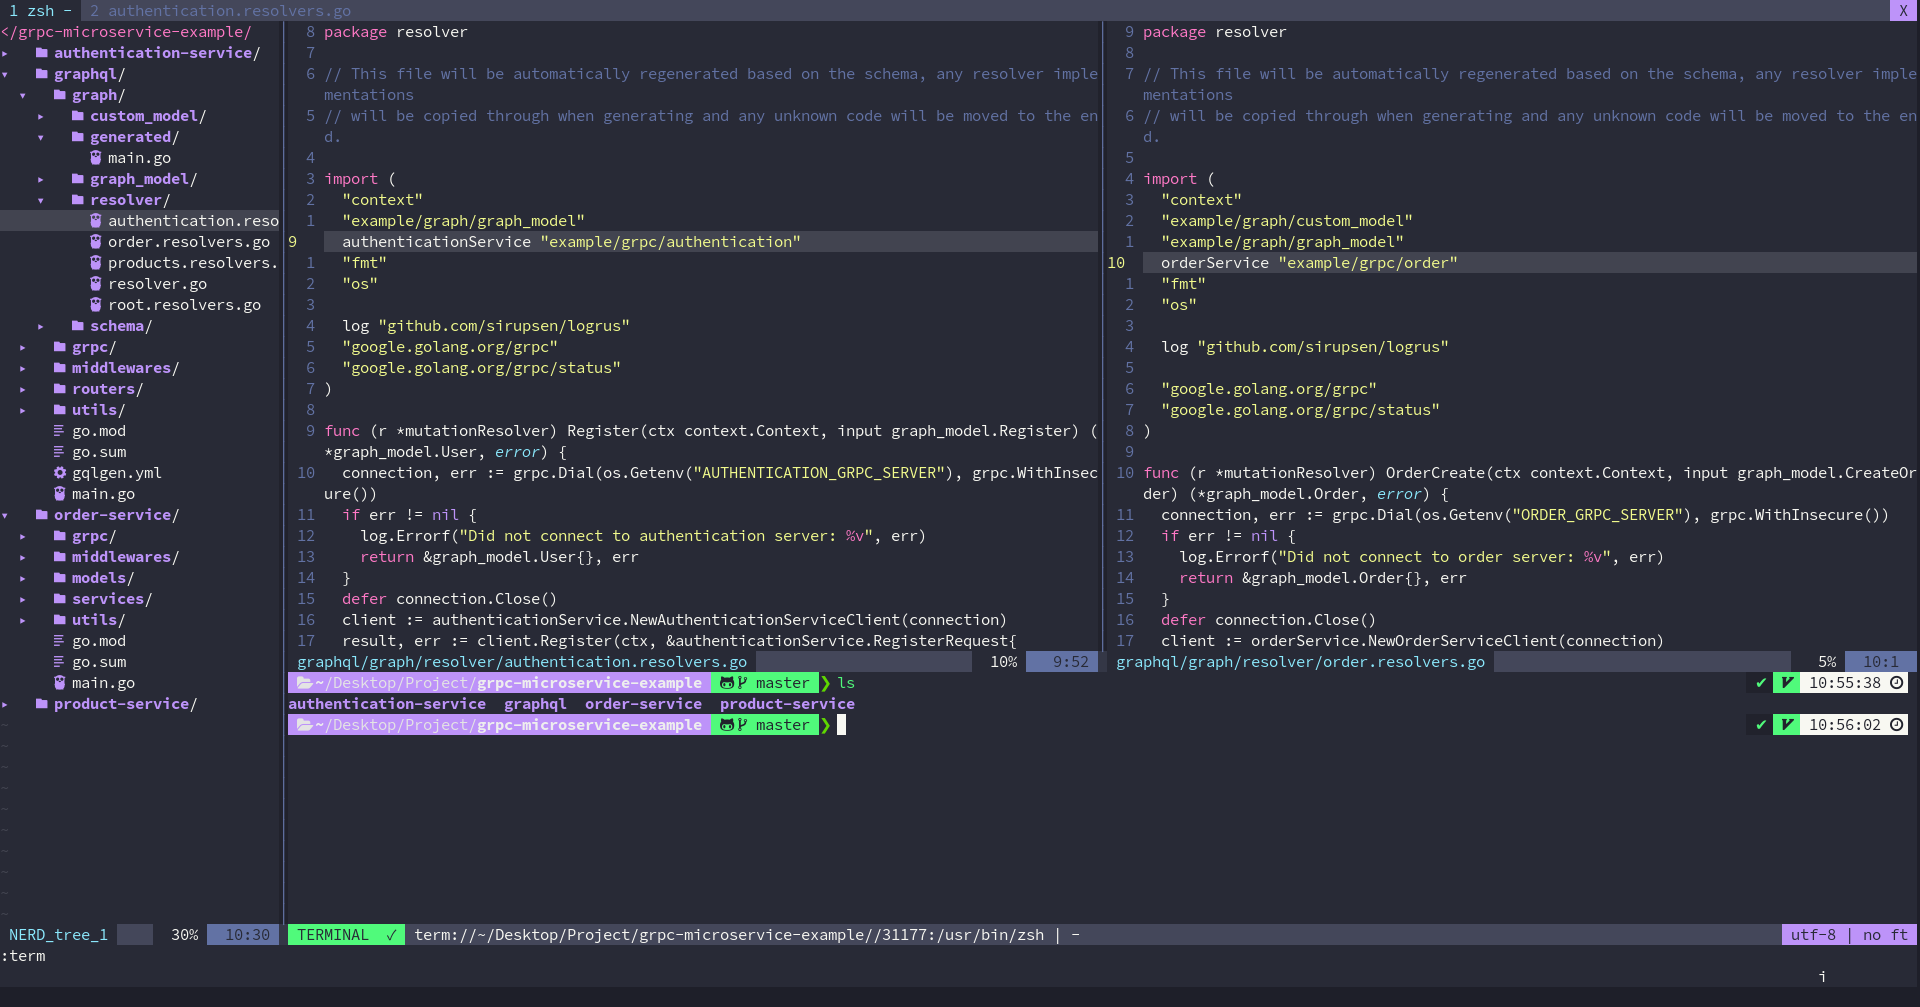 1 zsh - 2 authentication.resolvers.go X
</grpc-microservice-example/
▸ authentication-service/
▾ graphql/
▾ graph/
▸ custom_model/
▾ generated/
main.go
▸ graph_model/
▾ resolver/
authentication.reso
order.resolvers.go
products.resolvers.
resolver.go
root.resolvers.go
▸ schema/
▸ grpc/
▸ middlewares/
▸ routers/
▸ utils/
go.mod
go.sum
gqlgen.yml
main.go
▾ order-service/
▸ grpc/
▸ middlewares/
▸ models/
▸ services/
▸ utils/
go.mod
go.sum
main.go
▸ product-service/
~
~
~
~
~
~
~
~
~
~
NERD_tree_1 30% 10:30
8 package resolver
7
6 // This file will be automatically regenerated based on the schema, any resolver imple
mentations
5 // will be copied through when generating and any unknown code will be moved to the en
d.
4
3 import (
2 "context"
1 "example/graph/graph_model"
9 authenticationService "example/grpc/authentication"
1 "fmt"
2 "os"
3
4 log "github.com/sirupsen/logrus"
5 "google.golang.org/grpc"
6 "google.golang.org/grpc/status"
7 )
8
9 func (r *mutationResolver) Register(ctx context.Context, input graph_model.Register) (
*graph_model.User, error) {
10 connection, err := grpc.Dial(os.Getenv("AUTHENTICATION_GRPC_SERVER"), grpc.WithInsec
ure())
11 if err != nil {
12 log.Errorf("Did not connect to authentication server: %v", err)
13 return &graph_model.User{}, err
14 }
15 defer connection.Close()
16 client := authenticationService.NewAuthenticationServiceClient(connection)
17 result, err := client.Register(ctx, &authenticationService.RegisterRequest{
graphql/graph/resolver/authentication.resolvers.go 10% 9:52
9 package resolver
8
7 // This file will be automatically regenerated based on the schema, any resolver imple
mentations
6 // will be copied through when generating and any unknown code will be moved to the en
d.
5
4 import (
3 "context"
2 "example/graph/custom_model"
1 "example/graph/graph_model"
10 orderService "example/grpc/order"
1 "fmt"
2 "os"
3
4 log "github.com/sirupsen/logrus"
5
6 "google.golang.org/grpc"
7 "google.golang.org/grpc/status"
8 )
9
10 func (r *mutationResolver) OrderCreate(ctx context.Context, input graph_model.CreateOr
der) (*graph_model.Order, error) {
11 connection, err := grpc.Dial(os.Getenv("ORDER_GRPC_SERVER"), grpc.WithInsecure())
12 if err != nil {
13 log.Errorf("Did not connect to order server: %v", err)
14 return &graph_model.Order{}, err
15 }
16 defer connection.Close()
17 client := orderService.NewOrderServiceClient(connection)
graphql/graph/resolver/order.resolvers.go 5% 10:1
~/Desktop/Project/grpc-microservice-example master ❯ ls ✔ V 10:55:38
authentication-service graphql order-service product-service
~/Desktop/Project/grpc-microservice-example master ❯ ✔ V 10:56:02
TERMINAL ✓ term://~/Desktop/Project/grpc-microservice-example//31177:/usr/bin/zsh | - utf-8 | no ft
:term
i